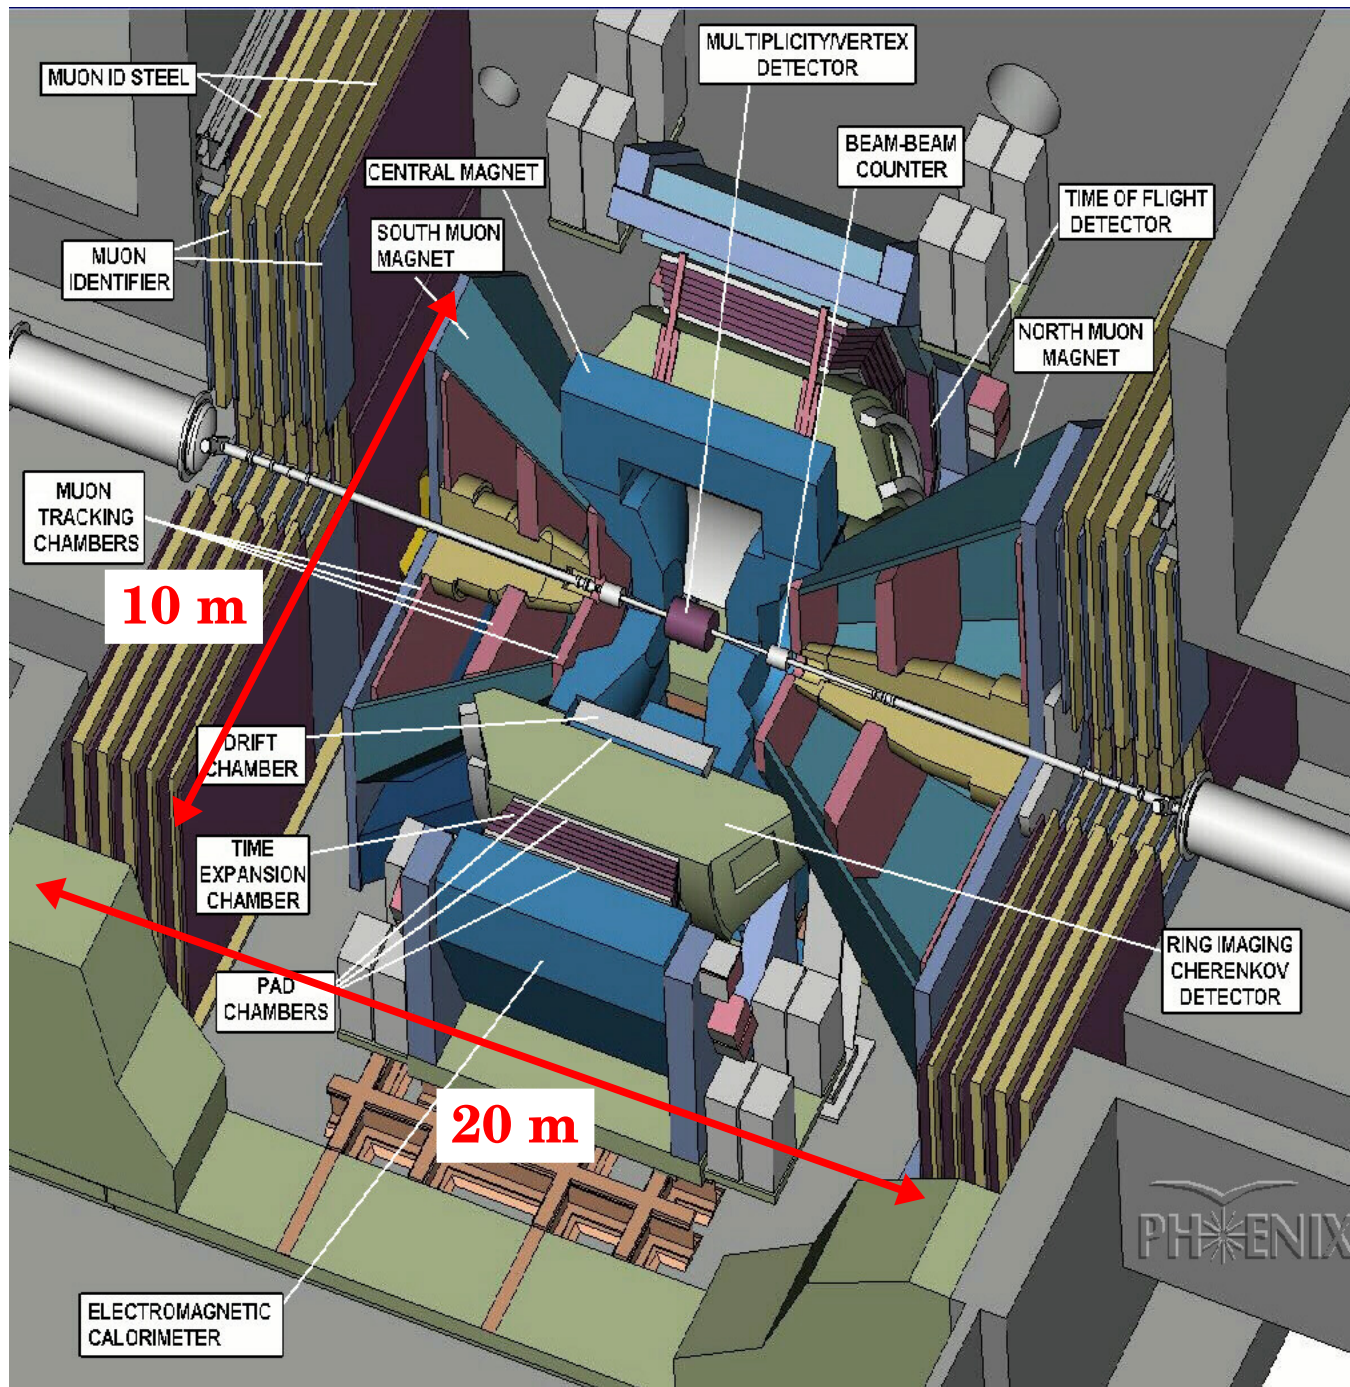 MULTIPLICITY/VERTEX
DETECTOR
MUON ID STEEL
BEAM-BEAM
COUNTER
CENTRAL MAGNET
TIME OF FLIGHT
DETECTOR
SOUTH MUON
MAGNET
MUON
IDENTIFIER
NORTH MUON
MAGNET
MUON
TRACKING
CHAMBERS
10 m
DRIFT
CHAMBER
TIME
EXPANSION
CHAMBER
RING IMAGING
CHERENKOV
DETECTOR
PAD
CHAMBERS
20 m
PHENIX
ELECTROMAGNETIC
CALORIMETER